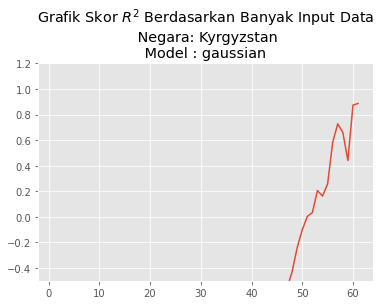 Grafik Skor R² Berdasarkan Banyak Input Data
Negara: Kyrgyzstan
Model : gaussian
1.2
1.0
0.8
0.6
0.4
0.2
0.0
−0.2
−0.4
0 10 20 30 40 50 60